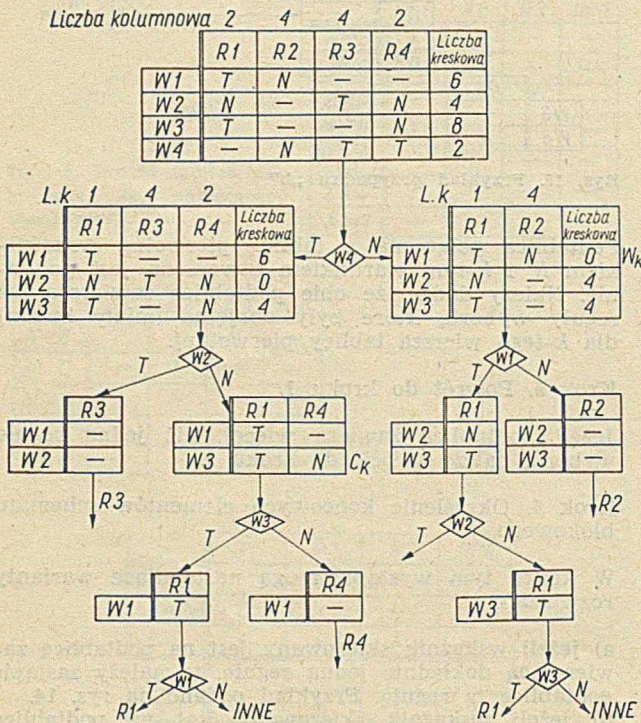 Liczba kolumnowa 2 4 4 2
R1 R2 R3 R4 Liczba kreskowa
W1 T N — — 6
W2 N — T N 4
W3 T — — N 8
W4 — N T T 2
L.k 1 4 2
R1 R3 R4 Liczba kreskowa
W1 T — — 6
W2 N T N 0
W3 T — N 4
T W4 N
L.k 1 4
R1 R2 Liczba kreskowa
W1 T N 0 Wk
W2 N — 4
W3 T — 4
W2
T N
W1
T N
R3
W1 —
W2 —
R3
R1 R4
W1 T —
W3 T N CK
R1
W2 N
W3 T
R2
W2 —
W3 —
R2
W3
T N
W2
T N
R1
W1 T
R4
W1 —
R4
R1
W3 T
W1
T N
R1 INNE
W3
T N
R1 INNE